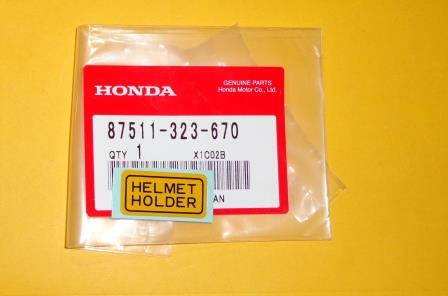 GENUINE PARTS
HONDA
Honda Motor Co., Ltd.
87511-323-670
QTY 1 X1C02B
HELMET
HOLDER